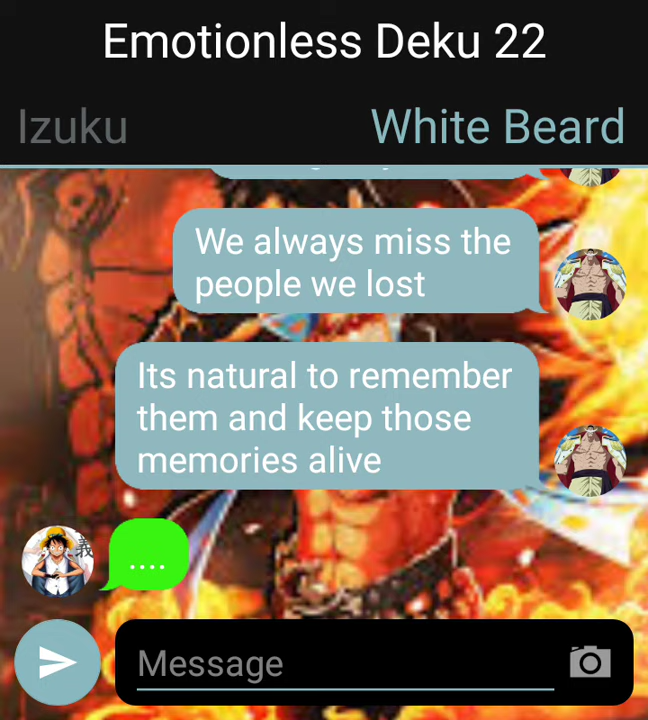 Emotionless Deku 22
Izuku
White Beard
We always miss the
people we lost
Its natural to remember
them and keep those
memories alive
義
....
Message